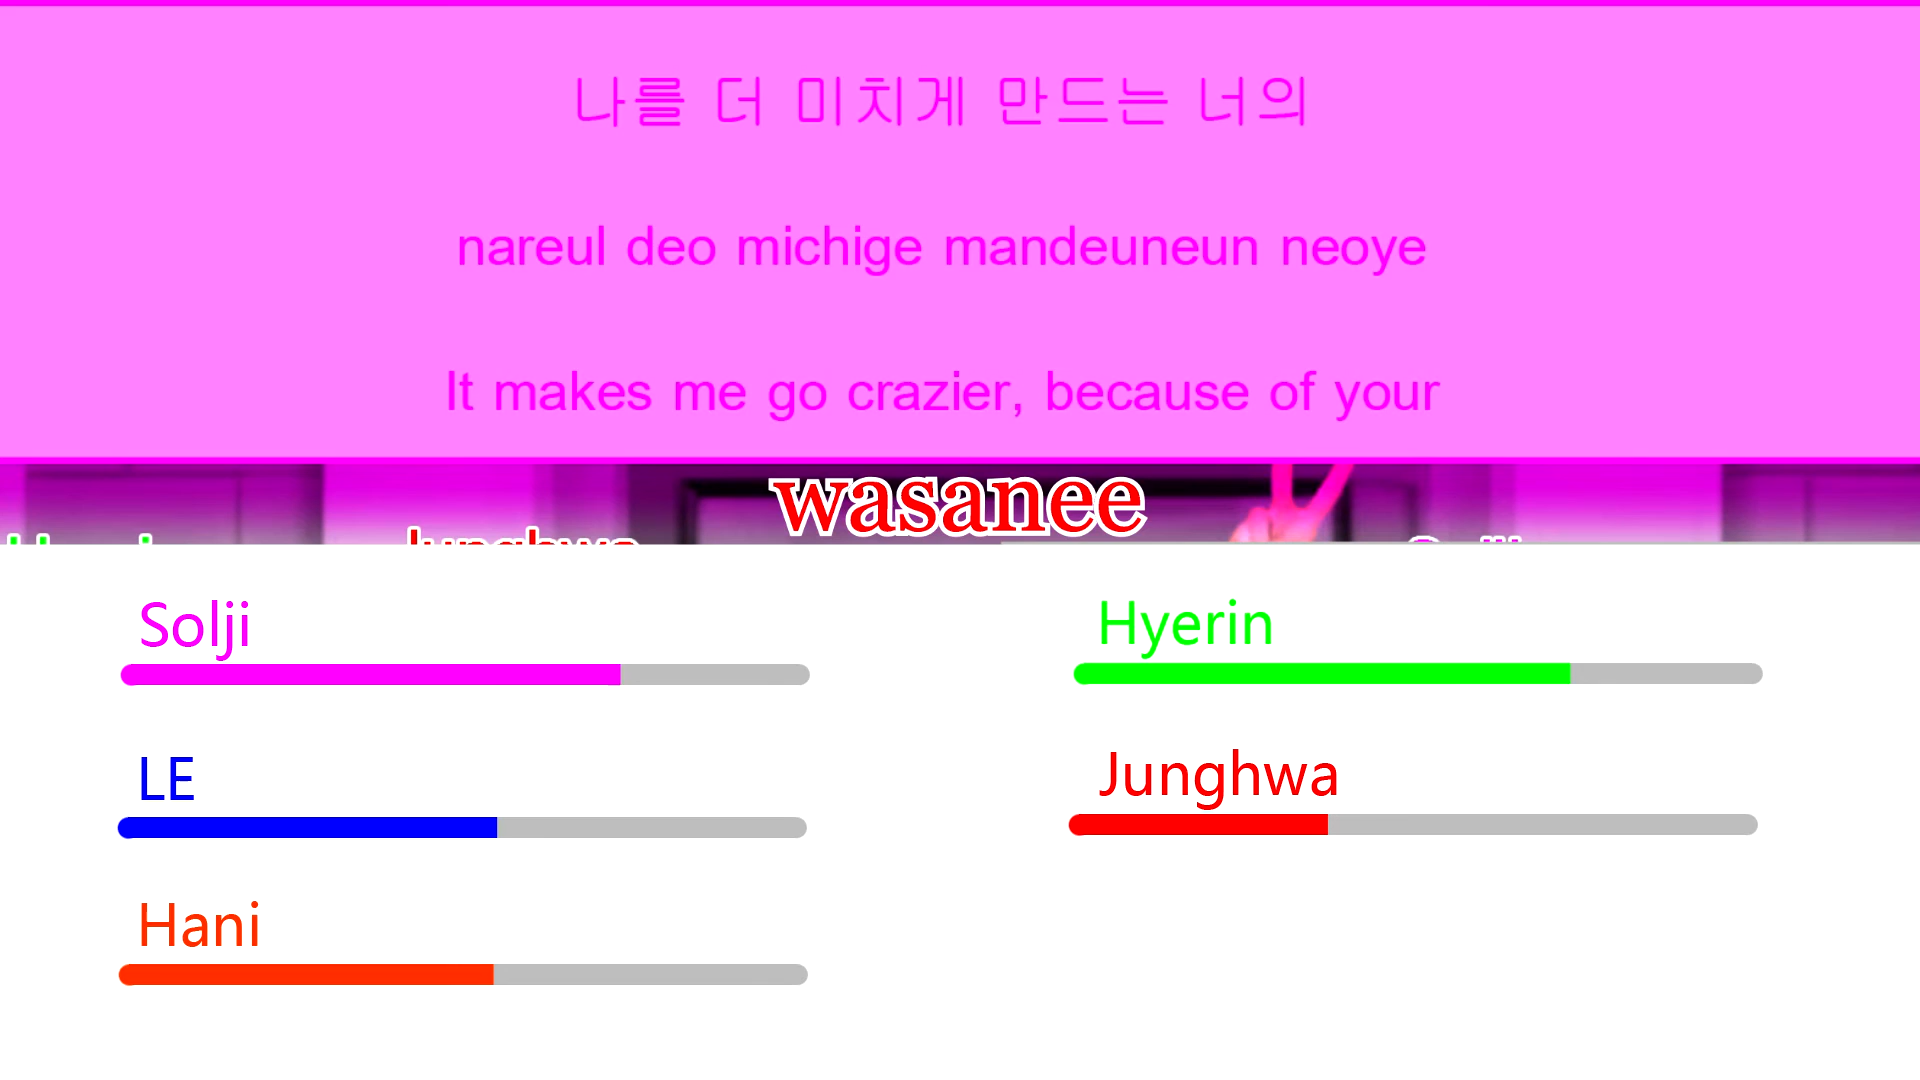 나를 더 미치게 만드는 너의
nareul deo michige mandeuneun neoye
It makes me go crazier, because of your
wasanee
Junghwa
Solji
Hyerin
LE
Junghwa
Hani